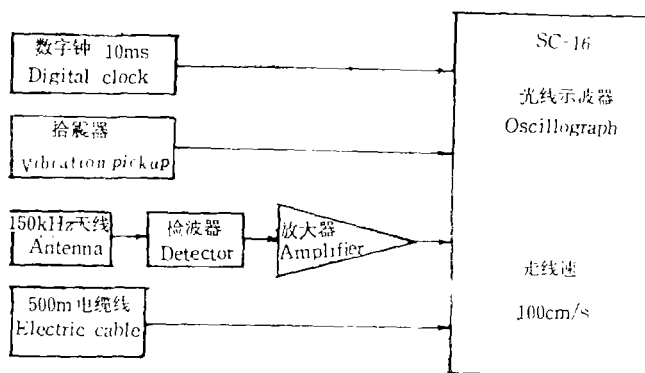 数字钟 10ms
Digital clock
拾震器
Vibration pickup
150kHz天线
Antenna
检波器
Detector
放大器
Amplifier
500m电缆线
Electric cable
SC-16
光线示波器
Oscillograph
走线速
100cm/s